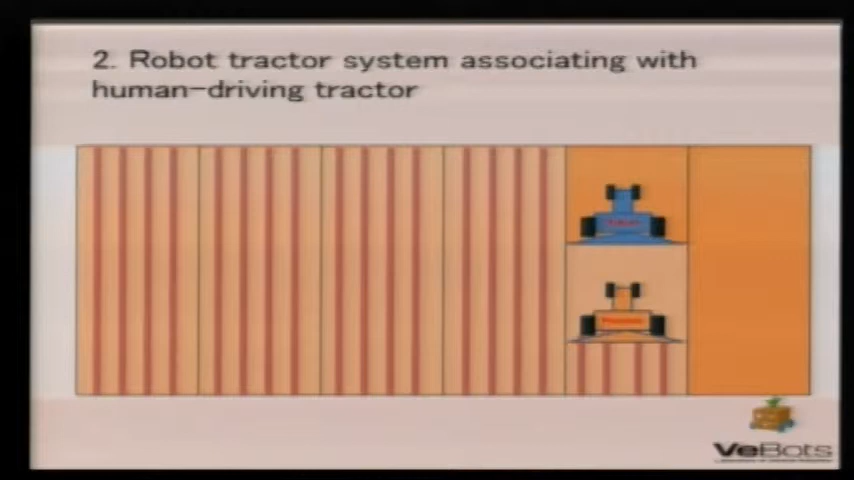 2. Robot tractor system associating with
human-driving tractor
VeBots